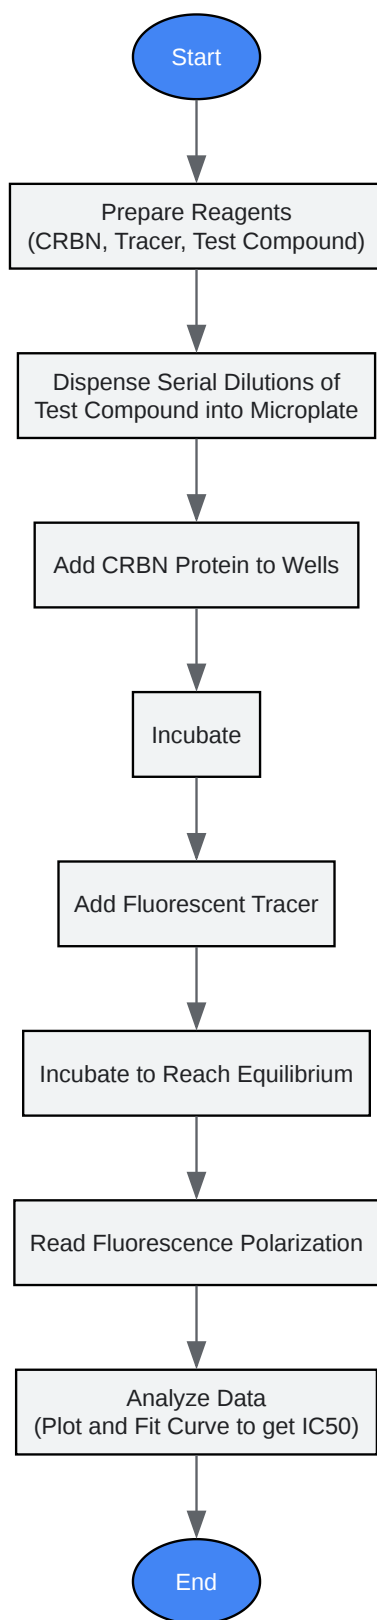 Start
Prepare Reagents
(CRBN, Tracer, Test Compound)
Dispense Serial Dilutions of
Test Compound into Microplate
Add CRBN Protein to Wells
Incubate
Add Fluorescent Tracer
Incubate to Reach Equilibrium
Read Fluorescence Polarization
Analyze Data
(Plot and Fit Curve to get IC50)
End